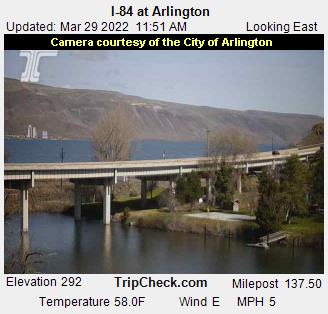 I-84 at Arlington
Updated: Mar 29 2022 11:51 AM Looking East
Camera courtesy of the City of Arlington
Elevation 292 TripCheck.com Milepost 137.50
Temperature 58.0F Wind E MPH 5